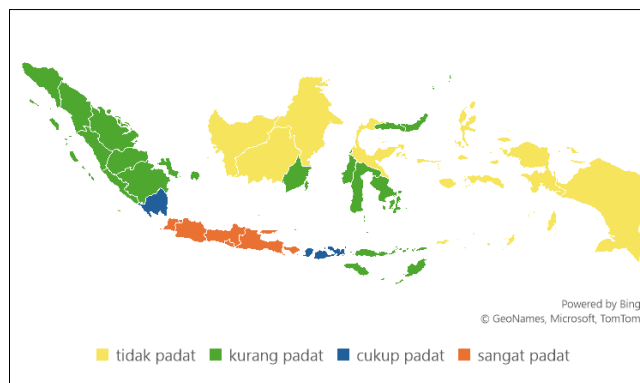 Powered by Bing
© GeoNames, Microsoft, TomTom
tidak padat kurang padat cukup padat sangat padat